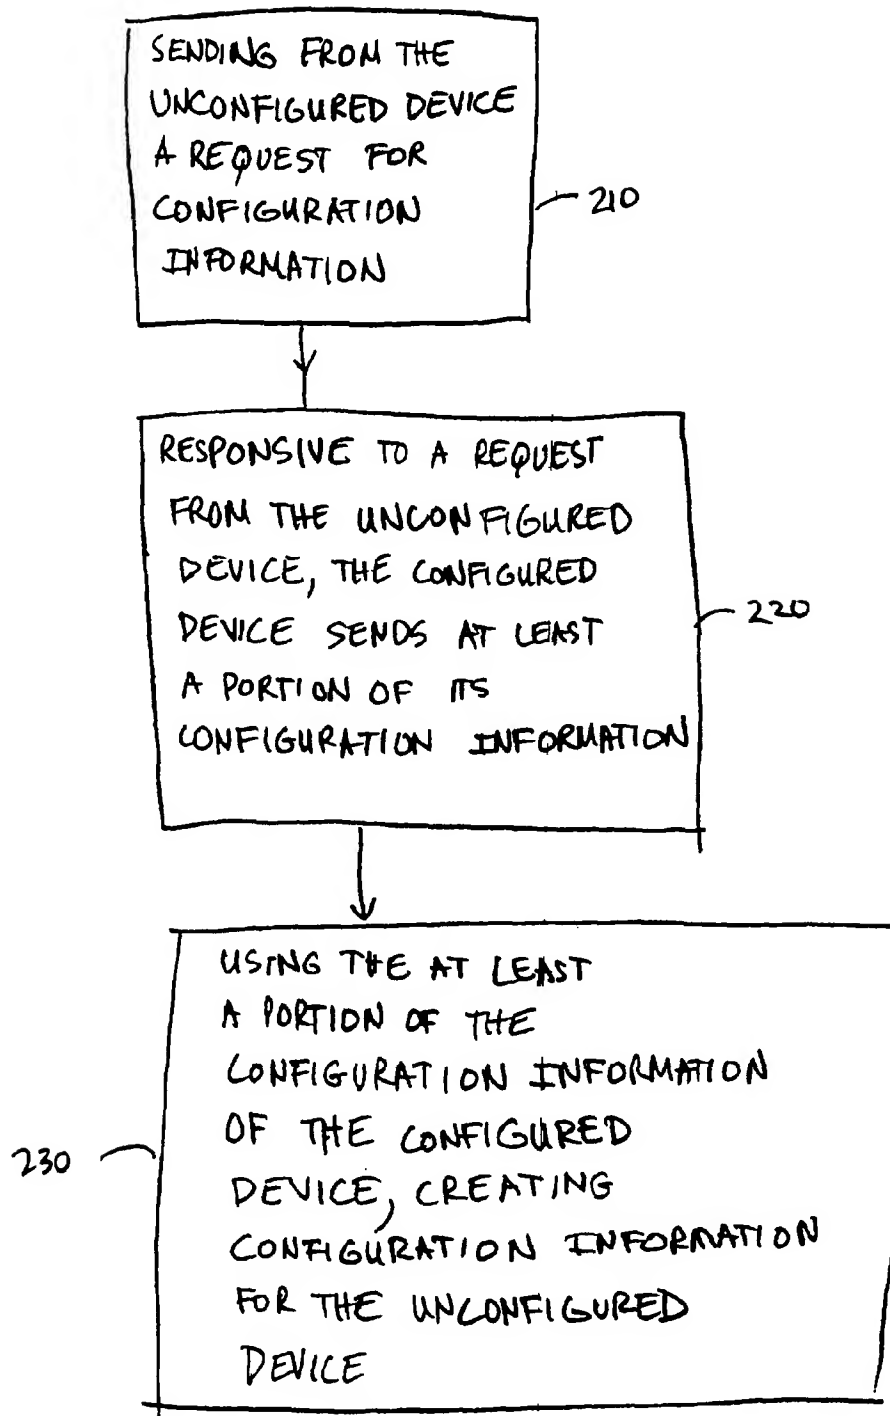 SENDING FROM THE
UNCONFIGURED DEVICE
A REQUEST FOR
CONFIGURATION
INFORMATION
210
RESPONSIVE TO A REQUEST
FROM THE UNCONFIGURED
DEVICE, THE CONFIGURED
DEVICE SENDS AT LEAST
A PORTION OF ITS
CONFIGURATION INFORMATION
220
USING THE AT LEAST
A PORTION OF THE
CONFIGURATION INFORMATION
OF THE CONFIGURED
DEVICE, CREATING
CONFIGURATION INFORMATION
FOR THE UNCONFIGURED
DEVICE
230